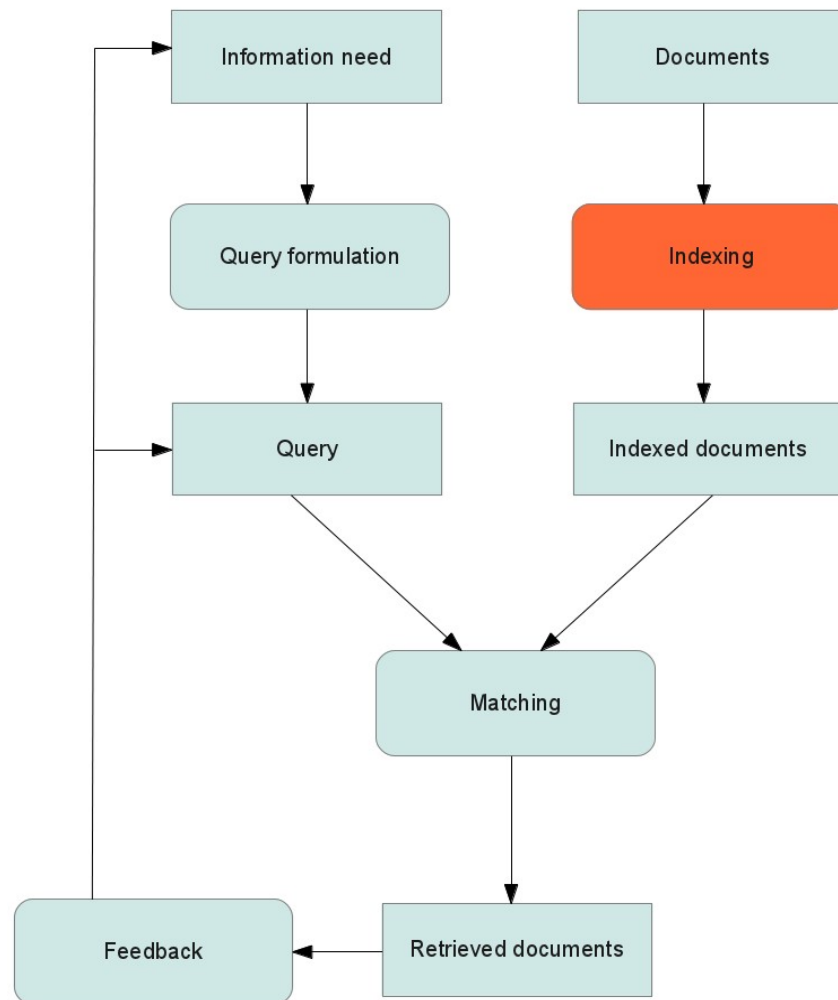 Information need
Documents
Query formulation
Indexing
Query
Indexed documents
Matching
Feedback
Retrieved documents